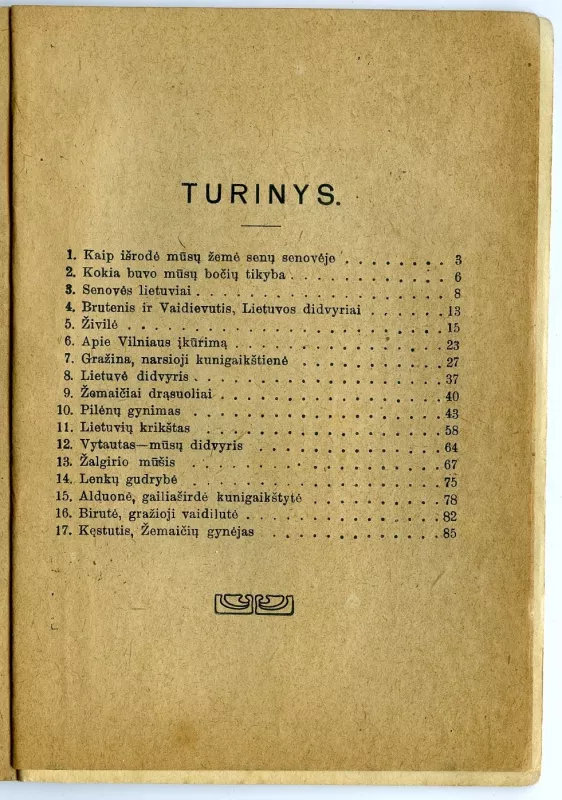 TURINYS.
1. Kaip išrodė mūsų žemė senų senovėje . . . . . . . . 3
2. Kokia buvo mūsų bočių tikyba . . . . . . . . . . . 6
3. Senovės lietuviai . . . . . . . . . . . . . . . . . 8
4. Brutenis ir Vaidievutis, Lietuvos didvyriai . . . . . . 13
5. Živilė . . . . . . . . . . . . . . . . . . . . . 15
6. Apie Vilniaus įkūrimą . . . . . . . . . . . . . . 23
7. Gražina, narsioji kunigaikštienė . . . . . . . . . . . 27
8. Lietuvė didvyris . . . . . . . . . . . . . . . . . 37
9. Žemaičiai drąsuoliai . . . . . . . . . . . . . . . 40
10. Pilėnų gynimas . . . . . . . . . . . . . . . . . 43
11. Lietuvių krikštas . . . . . . . . . . . . . . . . 58
12. Vytautas—mūsų didvyris . . . . . . . . . . . . . 64
13. Žalgirio mūšis . . . . . . . . . . . . . . . . . 67
14. Lenkų gudrybė . . . . . . . . . . . . . . . . . 75
15. Alduonė, gailiaširdė kunigaikštytė . . . . . . . . . . 78
16. Birutė, gražioji vaidilutė . . . . . . . . . . . . . 82
17. Kęstutis, Žemaičių gynėjas . . . . . . . . . . . . 85